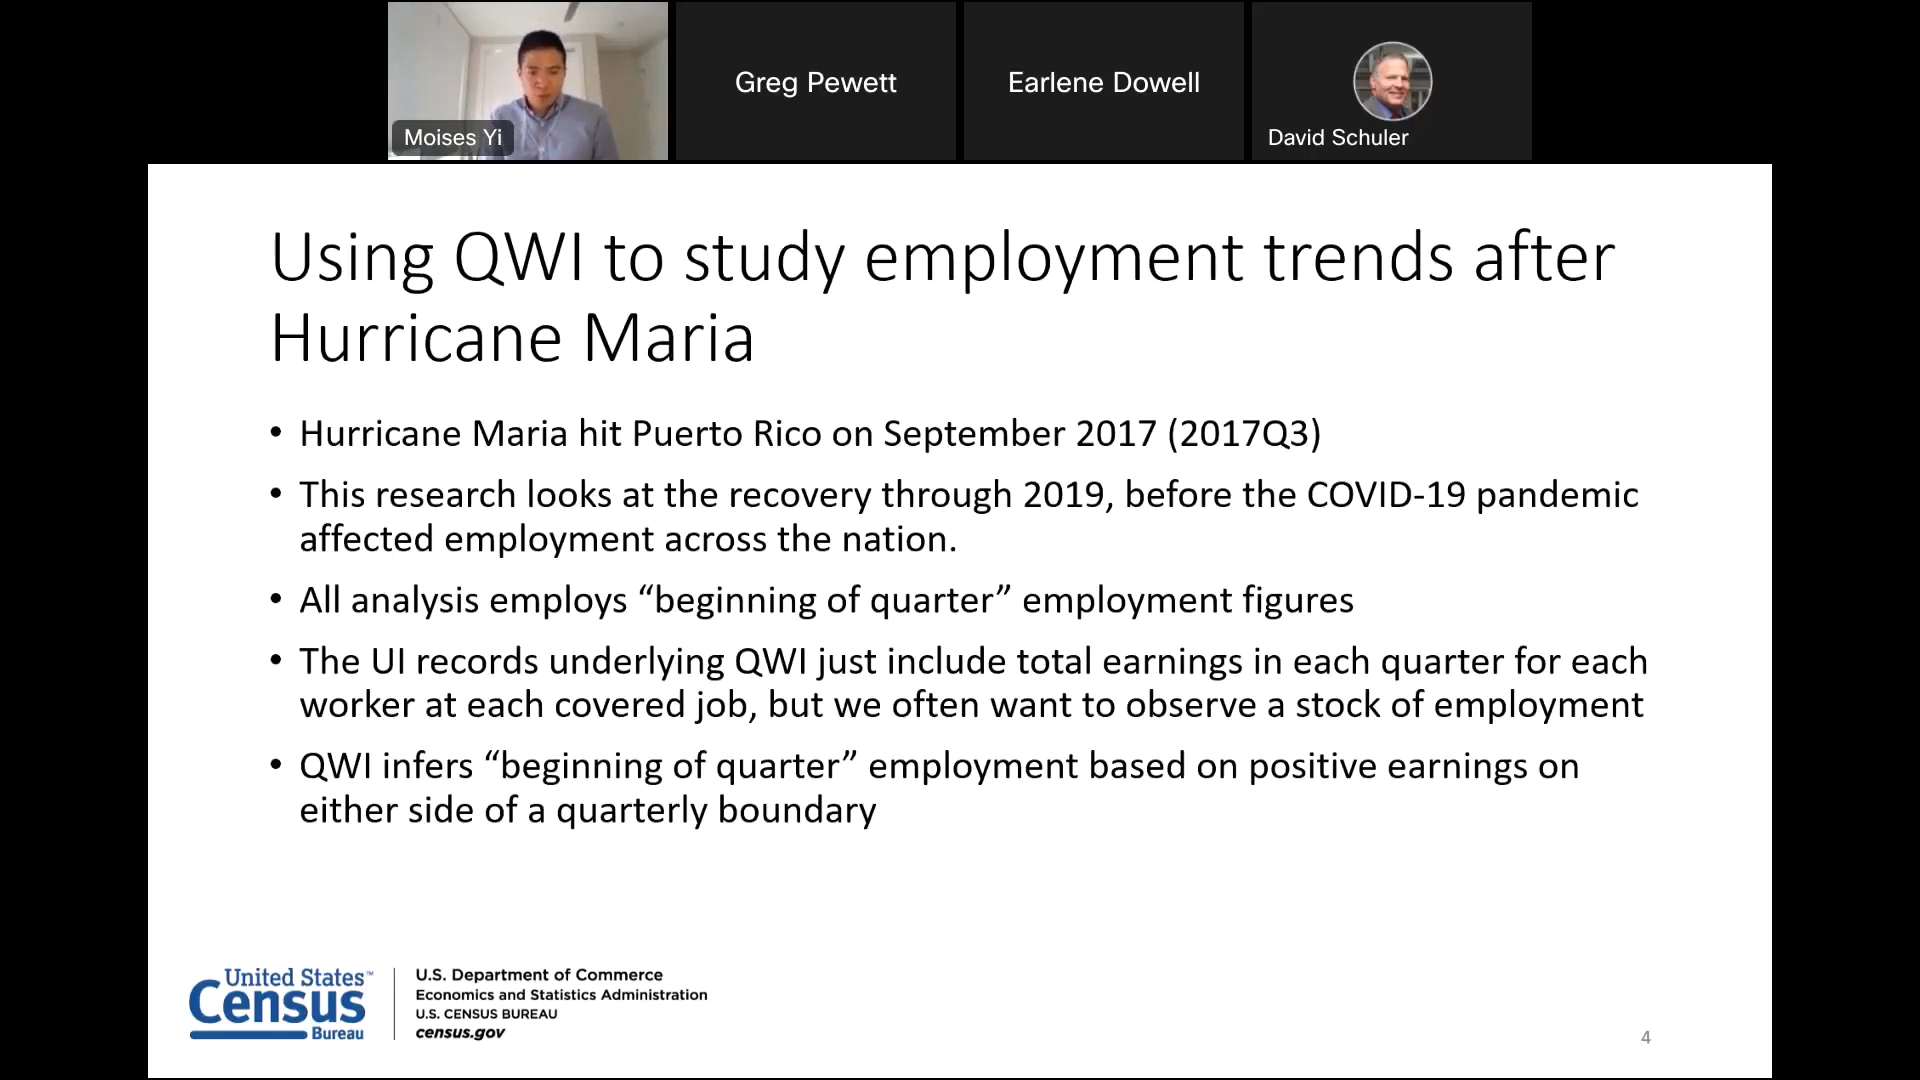 Moises Yi
Greg Pewett
Earlene Dowell
David Schuler
Using QWI to study employment trends after
Hurricane Maria
• Hurricane Maria hit Puerto Rico on September 2017 (2017Q3)
• This research looks at the recovery through 2019, before the COVID-19 pandemic
affected employment across the nation.
• All analysis employs “beginning of quarter” employment figures
• The UI records underlying QWI just include total earnings in each quarter for each
worker at each covered job, but we often want to observe a stock of employment
• QWI infers “beginning of quarter” employment based on positive earnings on
either side of a quarterly boundary
United States™
Census
Bureau
U.S. Department of Commerce
Economics and Statistics Administration
U.S. CENSUS BUREAU
census.gov
4